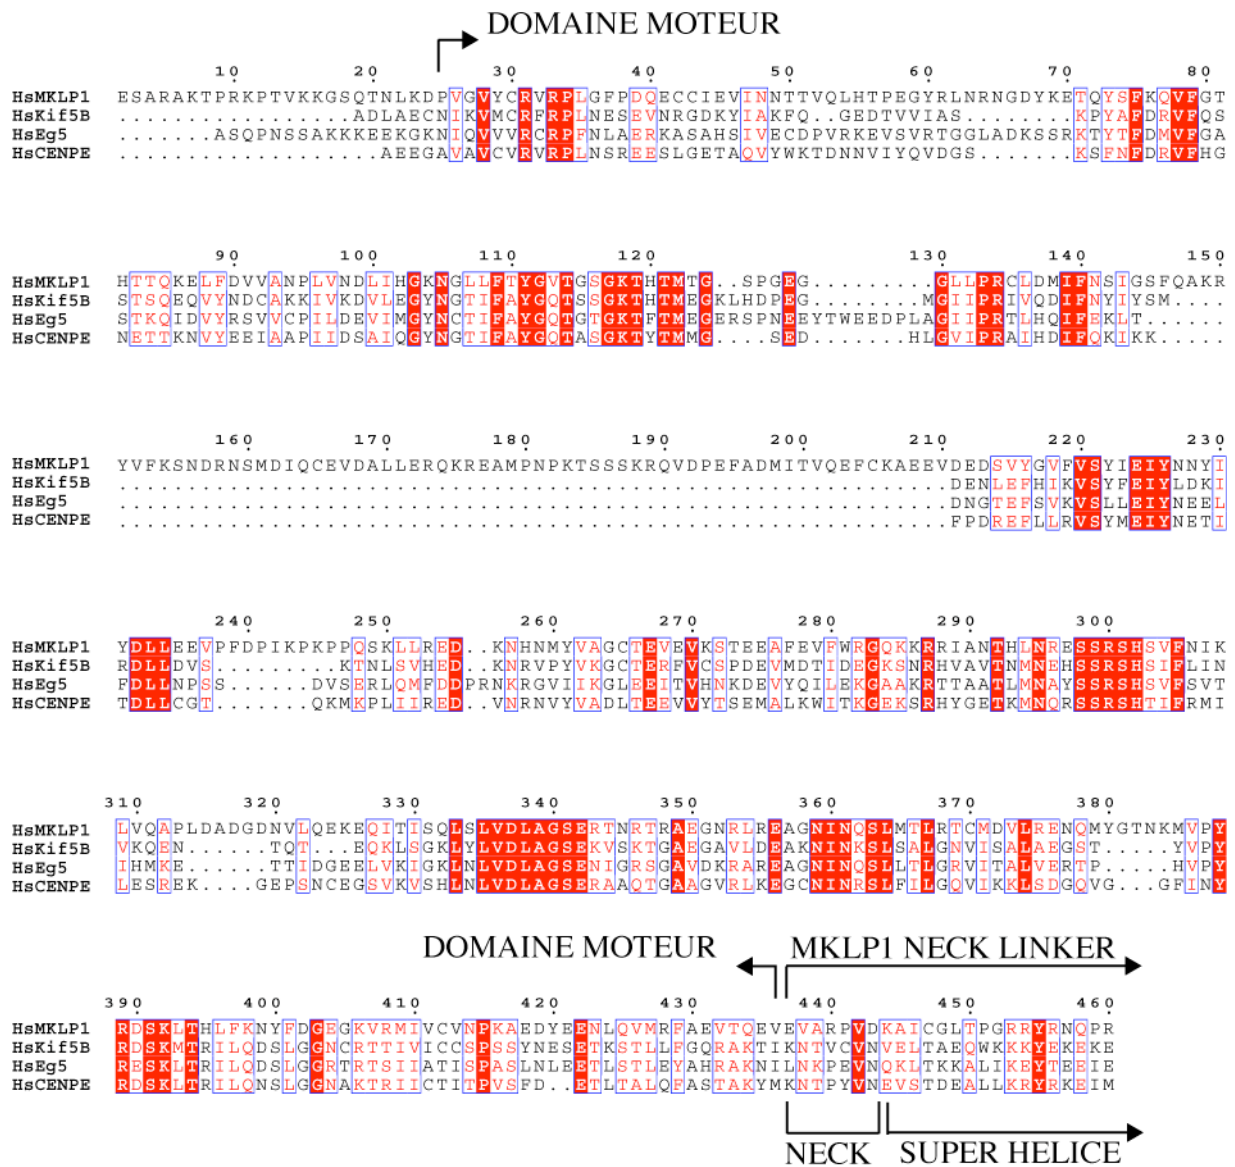 DOMAINE MOTEUR
10 20 30 40 50 60 70 80
HsMKLP1 ESARAKTPRKPTVKKGSQTNLKDPVGVYCRVRPLGFPDQECCIEVINNTTVQLHTPEGYRLNRNGDYKETQYSFKQVFGT
HsKif5B .................ADLAECNIKVMCRFRPLNESEVNRGDKYIAKFQ..GEDTVVIAS.......KPYAFDRVFQS
HsEg5 .......ASQPNSSAKKKEEKGKNIQVVVRCRPFNLAERKASAHSIVECDPVRKEVSVRTGGLADKSSRKTYTFDMVFGA
HsCENPE ...................AEEGAVAVCVRVRPLNSREESLGETAQVYWKTDNNVIYQVDGS.......KSFNFDRVFHG
90 100 110 120 130 140 150
HsMKLP1 HTTQKELFDVVANPLVNDLIHGKNGLLFTYGVTGSGKTHTMTG..SPGEG.........GLLPRCLDMIFNSIGSFQAKR
HsKif5B STSQEQVYNDCAKKIVKDVLEGYNGTIFAYGQTSSGKTHTMEGKLHDPEG........MGIIPRIVQDIFNYIYSM....
HsEg5 STKQIDVYRSVVCPILDEVIMGYNCTIFAYGQTGTGKTFTMEGERSPNEEYTWEEDPLAGIIPRTLHQIFEKLT......
HsCENPE NETTKNVYEEIAAPIIDSAIQGYNGTIFAYGQTASGKTYTMMG....SED........HLGVIPRAIHDIFQKIKK.....
160 170 180 190 200 210 220 230
HsMKLP1 YVFKSNDRNSMDIQCEVDALLERQKREAMPNPKTSSSKRQVDPEFADMITVQEFCKAEEVDEDSVYGVFVSYIEIYNNYI
HsKif5B ............................................................DENLEFHIKVSYFEIYLDKI
HsEg5 ............................................................DNGTEFSVKVSLLEIYNEEL
HsCENPE ............................................................FPDREFLLRVSYMEIYNETI
240 250 260 270 280 290 300
HsMKLP1 YDLLEEVPFDPIKPKPPQSKLLRED..KNHNMYVAGCTEVEVKSTEEAFEVFWRGQKKRRIANTHLNRESSRSHSVFNIK
HsKif5B RDLLDVS.........KTNLSVHED..KNRVPYVKGCTERFVCSPDEVMDTIDEGKSNRHVAVTNMNEHSSRSHSIFLIN
HsEg5 FDLLNPSS.......DVSERLQMFDDPRNKRGVIIKGLEEITVHNKDEVYQILEKGAAKRTTAATLMNAYSSRSHSVFSVT
HsCENPE TDLLCGT........QKMKPLIIRED..VNRNVYVADLTEEVVYTSEMALKWITKGEKSRHYGETKMNQRSSRSHTIFRMI
310 320 330 340 350 360 370 380
HsMKLP1 LVQAPLDADGDNVLQEKEQITISQLSLVDLAGSERTNRTRAEGNRLREAGNINQSLMTLRTCMDVLRENQMYGTNKMVPY
HsKif5B VKQEN......TQT...EQKLSGKLYLVDLAGSEKVSKTGAEGAVLDEAKNINKSLSALGNVISALAEGST.....YVPY
HsEg5 IHMKE......TTIDGEELVKIGKLNLVDLAGSENIGRSGAVDKRAREAGNINQSLLTLGRVITALVERTP.....HVPY
HsCENPE LESREK....GEPSNCEGSVKVSHLNLVDLAGSERAAQTGAAGVRLKEGCNINRSLFILGQVIKKLSDGQVG...GFINY
DOMAINE MOTEUR MKLP1 NECK LINKER
390 400 410 420 430 440 450 460
HsMKLP1 RDSKLTHLFKNYFDGEGKVRMIVCVNPKAEDYEENLQVMRFAEVTQEVEVARPVDKAICGLTPGRRYRNQPR
HsKif5B RDSKMTRILQDSLGGNCRTTIVICCSPSSYNESETKSTLLFGQRAKTIKNTVCVNVELTAEQWKKKYEKEKE
HsEg5 RESKLTRILQDSLGGRTRTSIIATISPASLNLEETLSTLEYAHRAKNILNKPEVNQKLTKKALIKEYTEEIE
HsCENPE RDSKLTRILQNSLGGNAKTRIICTITPVSFD..ETLTALQFASTAKYMKNTPYVNEVSTDEALLKRYRKEIM
NECK SUPER HELICE